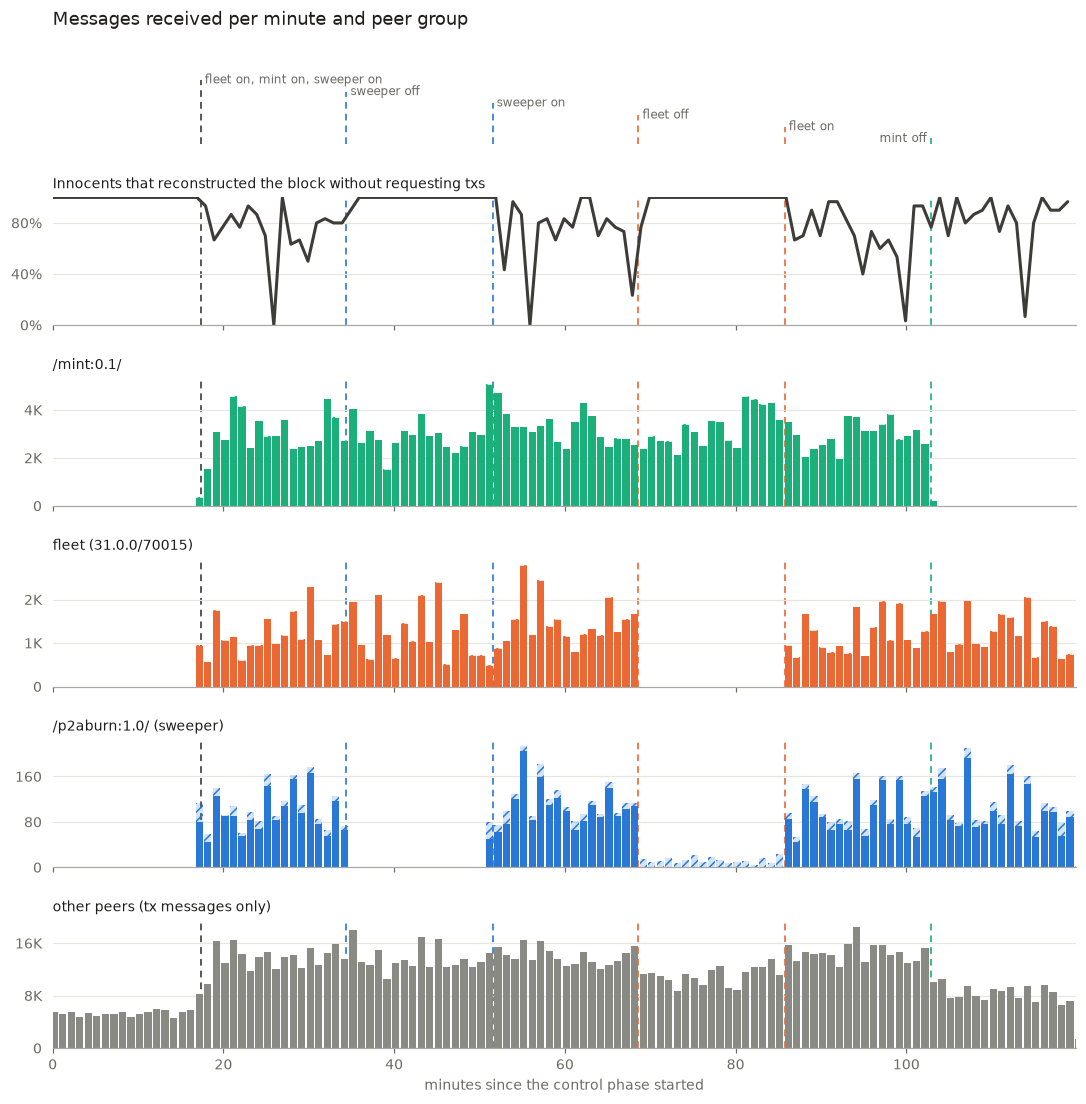 Messages received per minute and peer group
fleet on, mint on, sweeper on
sweeper off
sweeper on
fleet off
fleet on
mint off
Innocents that reconstructed the block without requesting txs
80%
40%
0%
/mint:0.1/
4K
2K
0
fleet (31.0.0/70015)
2K
1K
0
/p2aburn:1.0/ (sweeper)
160
80
0
other peers (tx messages only)
16K
8K
0
0 20 40 60 80 100
minutes since the control phase started